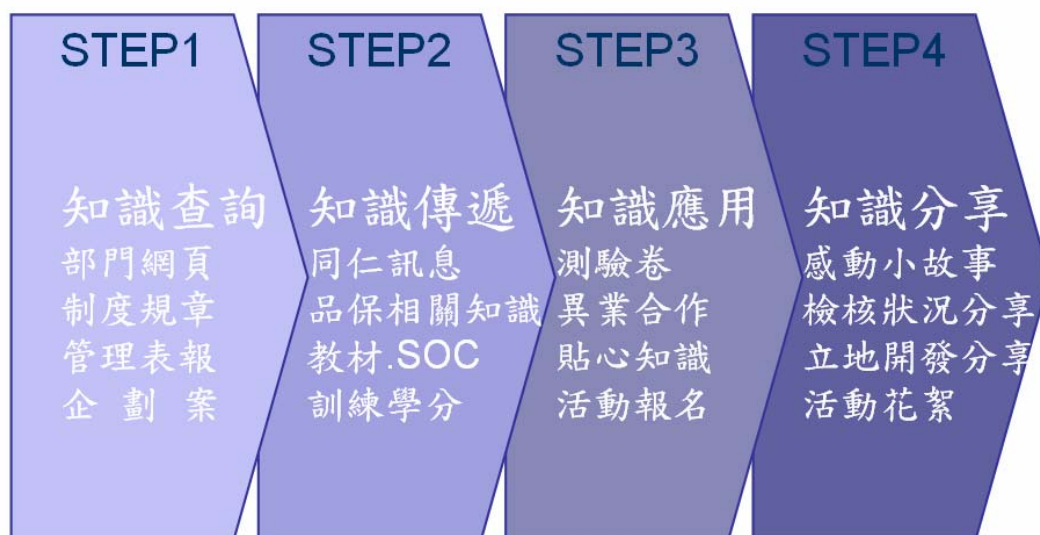 STEP1
知識查詢
部門網頁
制度規章
管理表報
企 劃 案
STEP2
知識傳遞
同仁訊息
品保相關知識
教材.SOC
訓練學分
STEP3
知識應用
測驗卷
異業合作
貼心知識
活動報名
STEP4
知識分享
感動小故事
檢核狀況分享
立地開發分享
活動花絮